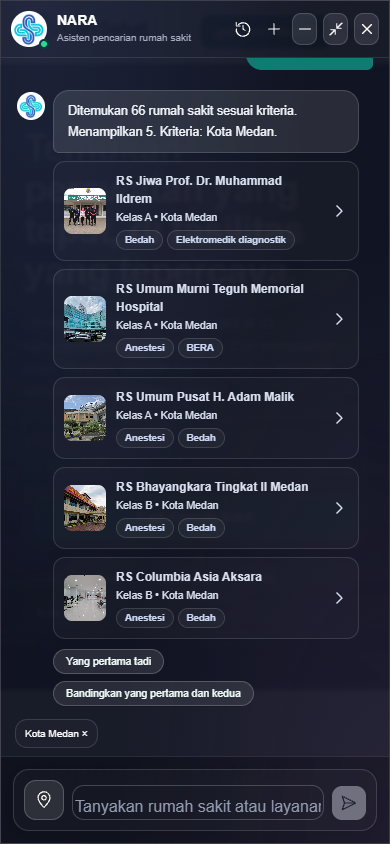 NARA
Asisten pencarian rumah sakit
Ditemukan 66 rumah sakit sesuai kriteria.
Menampilkan 5. Kriteria: Kota Medan.
RS Jiwa Prof. Dr. Muhammad
Ildrem
Kelas A • Kota Medan
Bedah
Elektromedik diagnostik
RS Umum Murni Teguh Memorial
Hospital
Kelas A • Kota Medan
Anestesi
BERA
RS Umum Pusat H. Adam Malik
Kelas A • Kota Medan
Anestesi
Bedah
RS Bhayangkara Tingkat II Medan
Kelas B • Kota Medan
Anestesi
Bedah
RS Columbia Asia Aksara
Kelas B • Kota Medan
Anestesi
Bedah
Yang pertama tadi
Bandingkan yang pertama dan kedua
Kota Medan ×
Tanyakan rumah sakit atau layanan